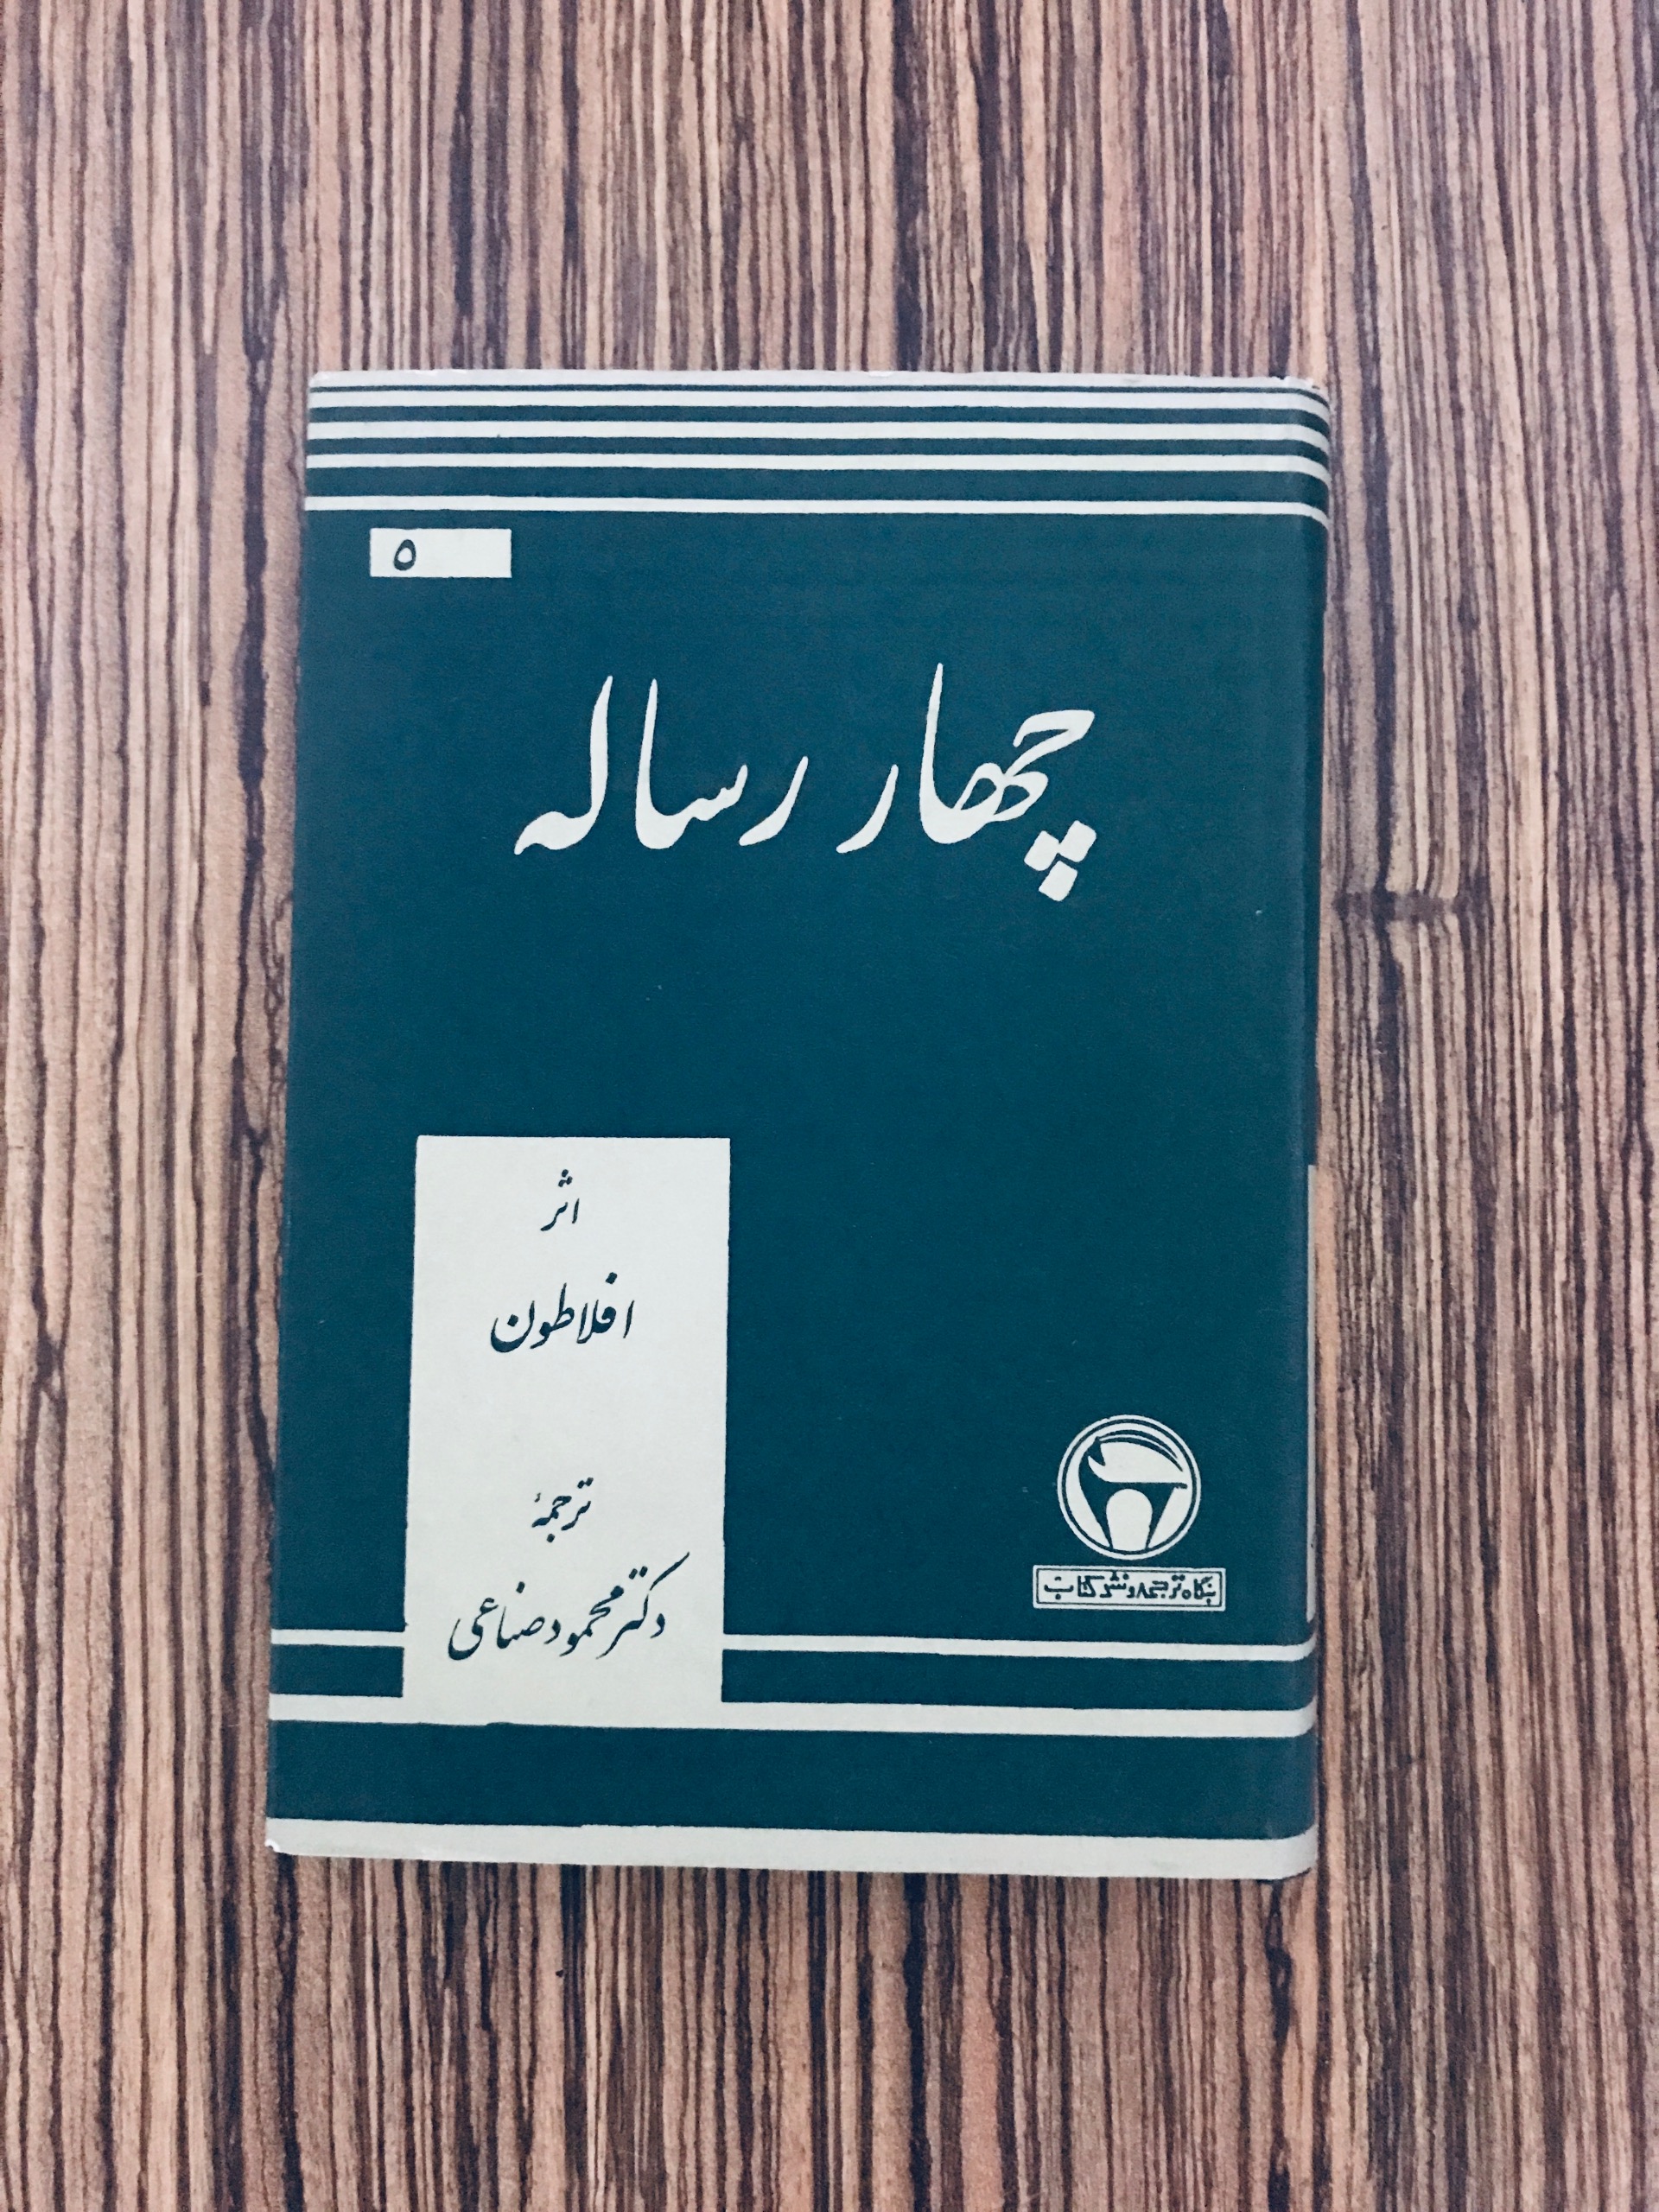 ۵
چهار رساله
اثر
افلاطون
ترجمهٔ
دکتر محمود صناعی
بنگاه ترجمه و نشر کتاب